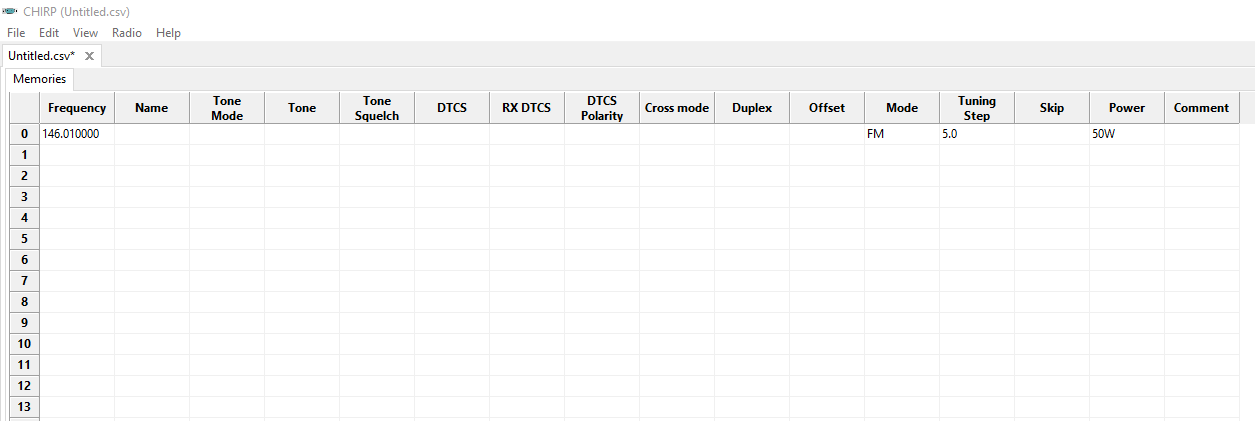 CHIRP (Untitled.csv)
File Edit View Radio Help
Untitled.csv* X
Memories
Frequency Name Tone Mode Tone Tone Squelch DTCS RX DTCS DTCS Polarity Cross mode Duplex Offset Mode Tuning Step Skip Power Comment
0 146.010000 FM 5.0 50W
1
2
3
4
5
6
7
8
9
10
11
12
13